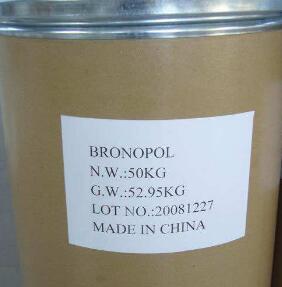 BRONOPOL
N.W.:50KG
G.W.:52.95KG
LOT NO.:20081227
MADE IN CHINA